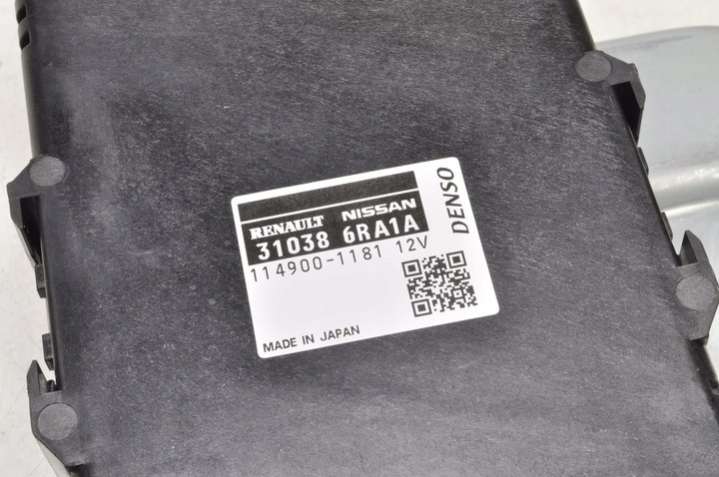 RENAULT NISSAN
31038 6RA1A
114900-1181 12V
DENSO
MADE IN JAPAN